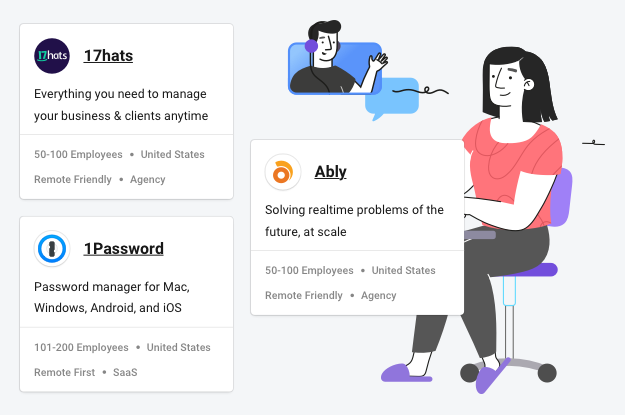 17hats
17hats
Everything you need to manage
your business & clients anytime
50-100 Employees • United States
Remote Friendly • Agency
1Password
Password manager for Mac,
Windows, Android, and iOS
101-200 Employees • United States
Remote First • SaaS
Ably
Solving realtime problems of the
future, at scale
50-100 Employees • United States
Remote Friendly • Agency